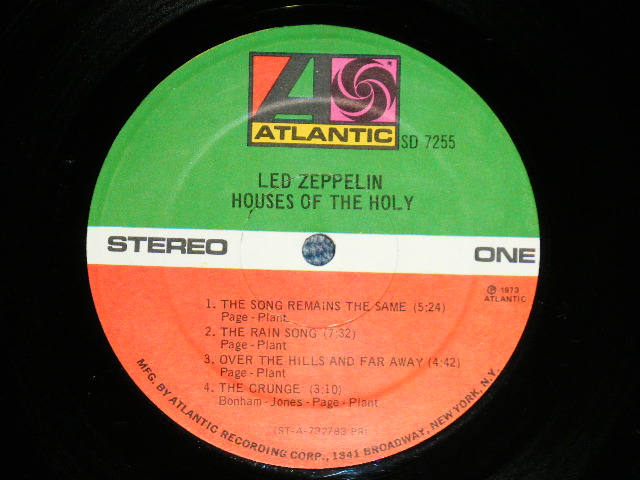 ATLANTIC
SD 7255
LED ZEPPELIN
HOUSES OF THE HOLY
STEREO
ONE
℗ 1973
ATLANTIC
1. THE SONG REMAINS THE SAME (5:24)
Page - Plant
2. THE RAIN SONG (7:32)
Page - Plant
3. OVER THE HILLS AND FAR AWAY (4:42)
Page - Plant
4. THE CRUNGE (3:10)
Bonham - Jones - Page - Plant
(ST-A-732783 PR)
MFG. BY ATLANTIC RECORDING CORP., 1841 BROADWAY, NEW YORK, N.Y.